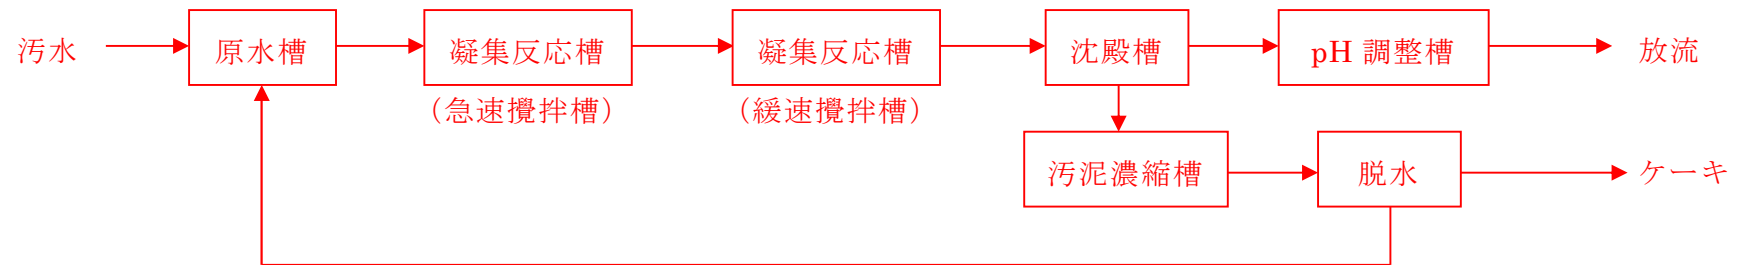 汚水
原水槽
凝集反応槽
(急速攪拌槽)
凝集反応槽
(緩速攪拌槽)
沈殿槽
pH 調整槽
放流
汚泥濃縮槽
脱水
ケーキ